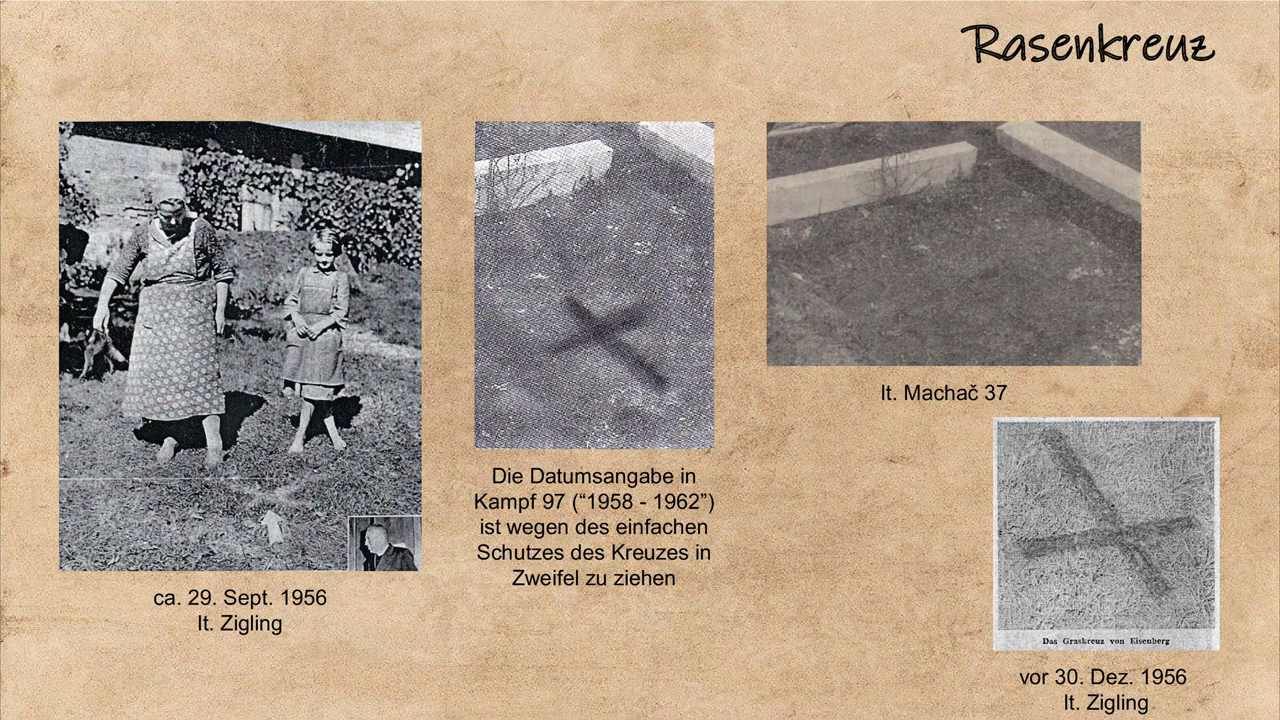 Rasenkreuz
ca. 29. Sept. 1956
lt. Zigling
Die Datumsangabe in
Kampf 97 (“1958 - 1962”)
ist wegen des einfachen
Schutzes des Kreuzes in
Zweifel zu ziehen
lt. Machač 37
Das Graskreuz von Eisenberg
vor 30. Dez. 1956
lt. Zigling